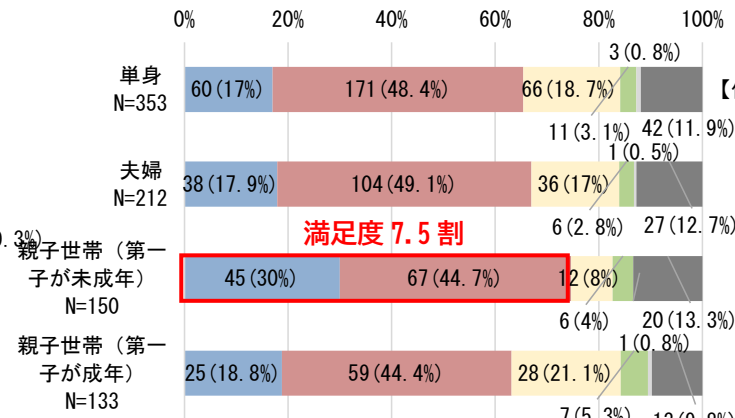 0% 20% 40% 60% 80% 100%
3(0.8%)
単身
N=353
60(17%) 171(48.4%) 66(18.7%)
11(3.1%) 42(11.9%)
1(0.5%)
夫婦
N=212
38(17.9%) 104(49.1%) 36(17%)
6(2.8%) 27(12.7%)
満足度 7.5 割
親子世帯（第一
子が未成年）
N=150
45(30%) 67(44.7%) 12(8%)
6(4%) 20(13.3%)
1(0.8%)
親子世帯（第一
子が成年）
N=133
25(18.8%) 59(44.4%) 28(21.1%)